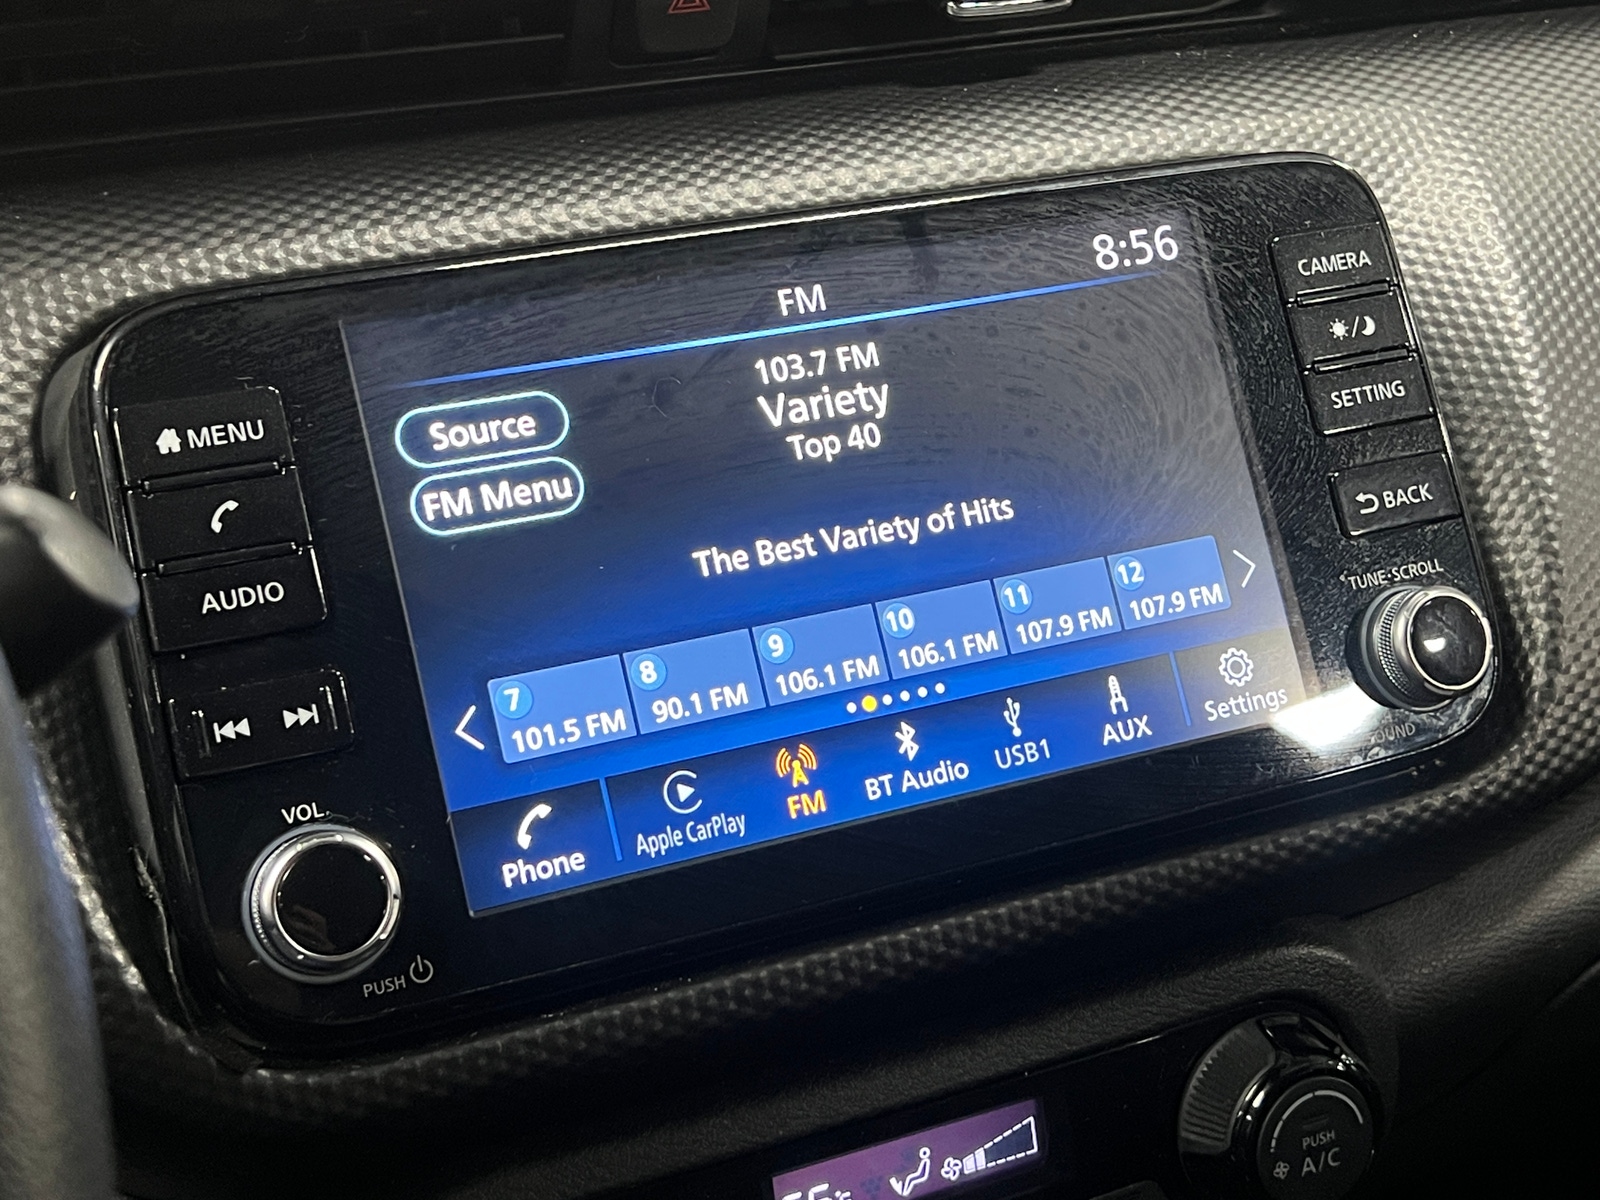 8:56
FM
103.7 FM
Variety
Top 40
Source
FM Menu
The Best Variety of Hits
7
101.5 FM
8
90.1 FM
9
106.1 FM
10
106.1 FM
11
107.9 FM
12
107.9 FM
Phone
Apple CarPlay
FM
BT Audio
USB1
AUX
Settings
MENU
AUDIO
VOL
PUSH
CAMERA
SETTING
BACK
TUNE·SCROLL
PUSH
A/C